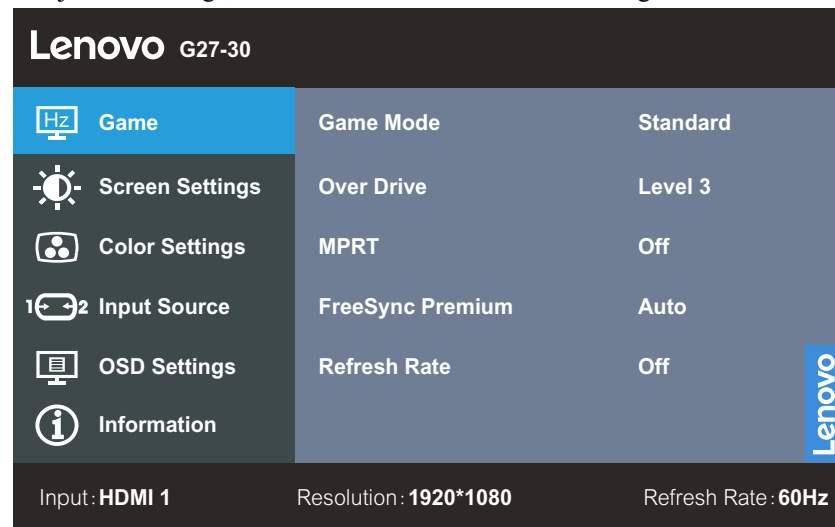 Lenovo G27-30
Hz Game Game Mode Standard
Screen Settings Over Drive Level 3
Color Settings MPRT Off
1 2 Input Source FreeSync Premium Auto
OSD Settings Refresh Rate Off
Information
Lenovo
Input: HDMI 1 Resolution: 1920*1080 Refresh Rate: 60Hz